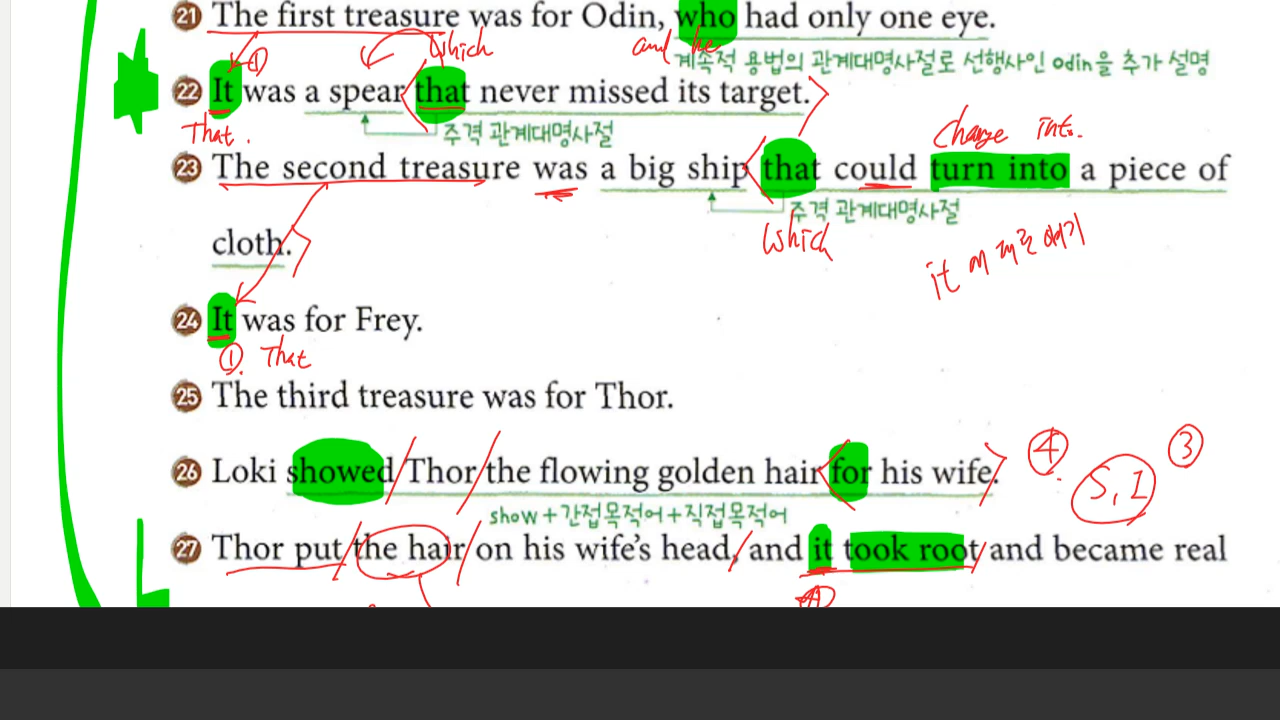 21 The first treasure was for Odin, who had only one eye.
which
and he
계속적 용법의 관계대명사절로 선행사인 Odin을 추가 설명
①
22 It was a spear that never missed its target.
That.
주격 관계대명사절
change into.
23 The second treasure was a big ship that could turn into a piece of
주격 관계대명사절
which
cloth.
it
24 It was for Frey.
①. That
25 The third treasure was for Thor.
④ S, I ③
26 Loki showed Thor the flowing golden hair for his wife.
show+간접목적어+직접목적어
27 Thor put the hair on his wife's head, and it took root and became real